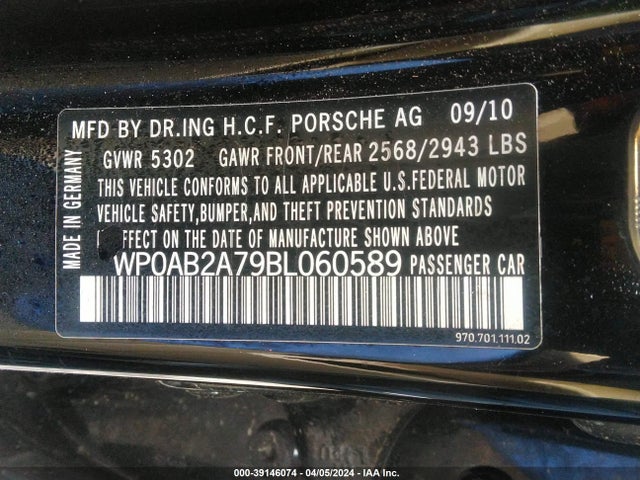 MFD BY DR.ING H.C.F. PORSCHE AG 09/10
GVWR 5302 GAWR FRONT/REAR 2568/2943 LBS
THIS VEHICLE CONFORMS TO ALL APPLICABLE U.S.FEDERAL MOTOR
VEHICLE SAFETY,BUMPER,AND THEFT PREVENTION STANDARDS
EFFECT ON THE DATE OF MANUFACTURE SHOWN ABOVE.
WP0AB2A79BL060589 PASSENGER CAR
970.701.111.02
MADE IN GERMANY
000-39146074 - 04/05/2024 - IAA Inc.